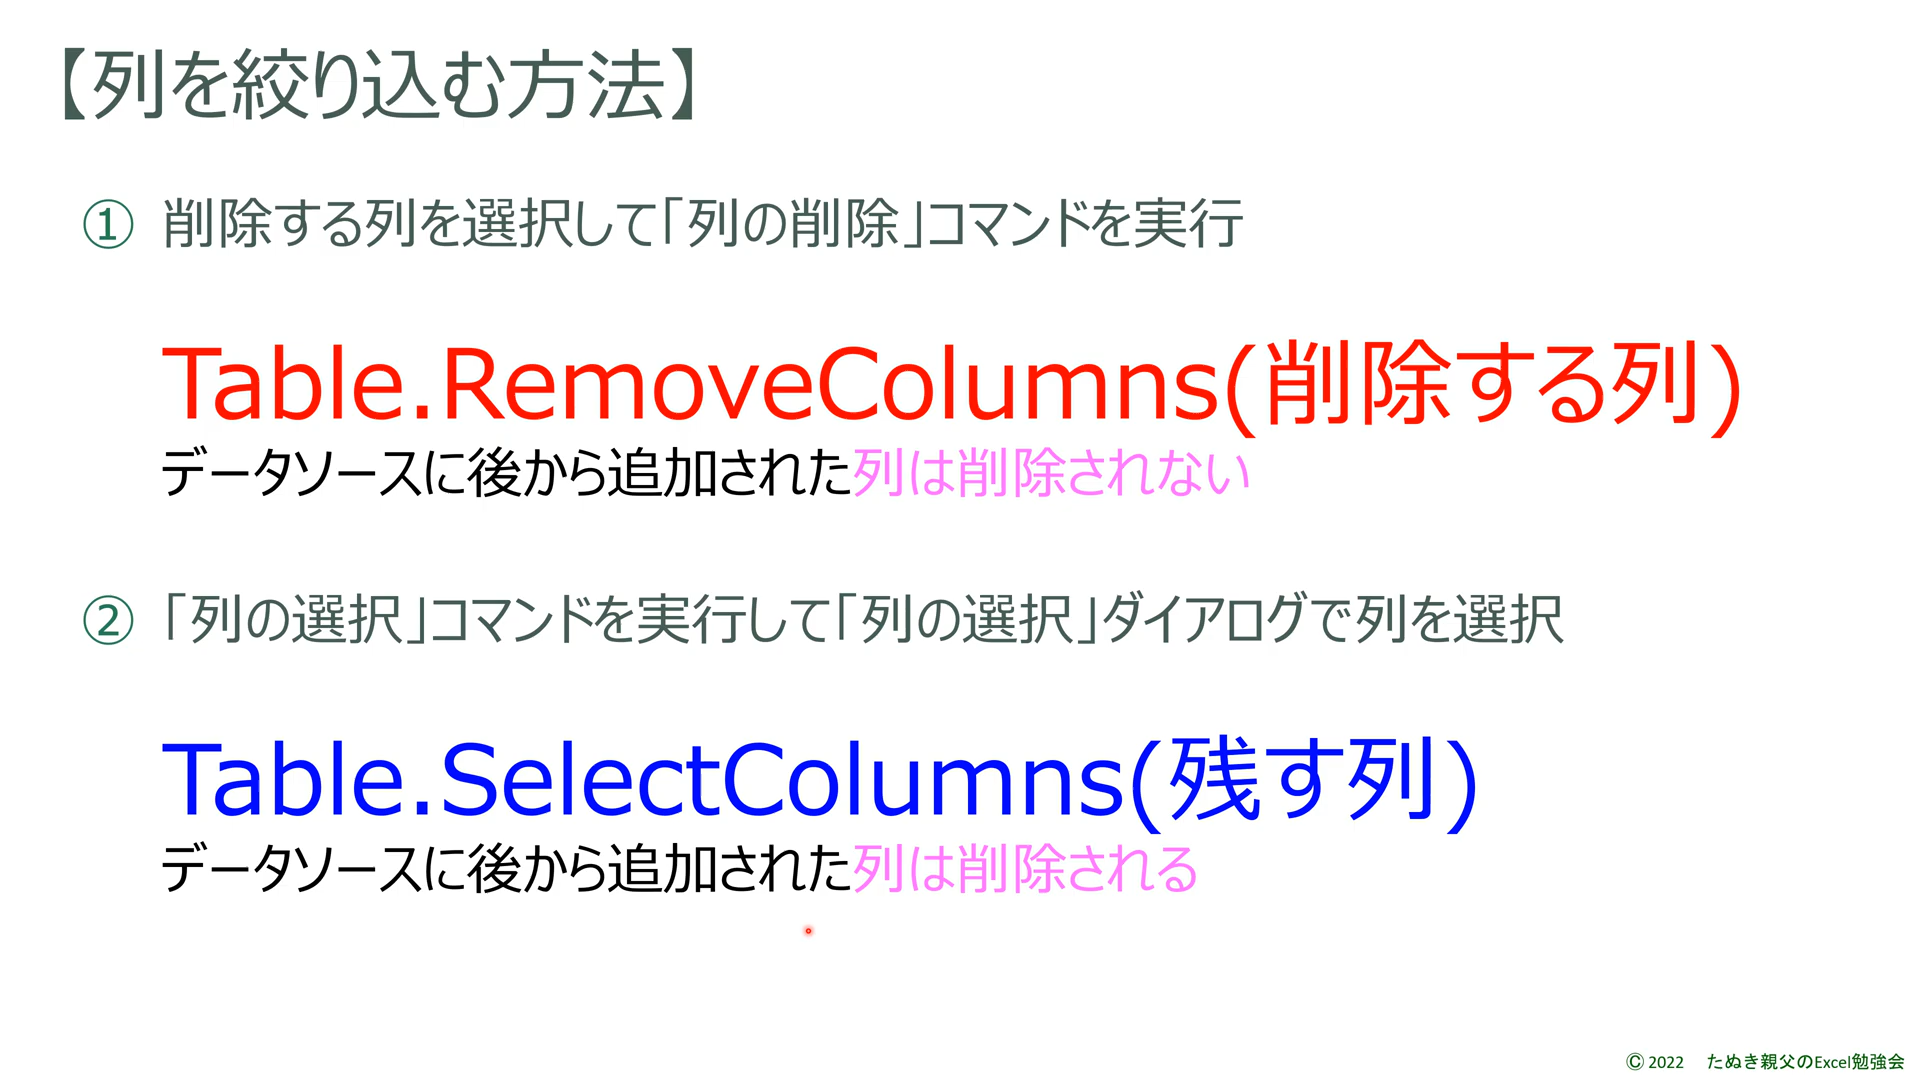 【列を絞り込む方法】
① 削除する列を選択して「列の削除」コマンドを実行
Table.RemoveColumns(削除する列)
データソースに後から追加された列は削除されない
② 「列の選択」コマンドを実行して「列の選択」ダイアログで列を選択
Table.SelectColumns(残す列)
データソースに後から追加された列は削除される
Ⓒ 2022 たぬき親父のExcel勉強会